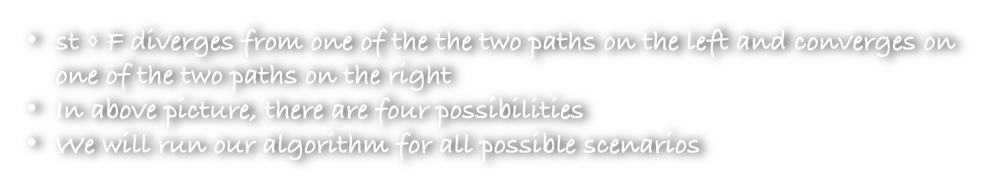 • st ⋄ F diverges from one of the the two paths on the left and converges on
one of the two paths on the right
• In above picture, there are four possibilities
• We will run our algorithm for all possible scenarios